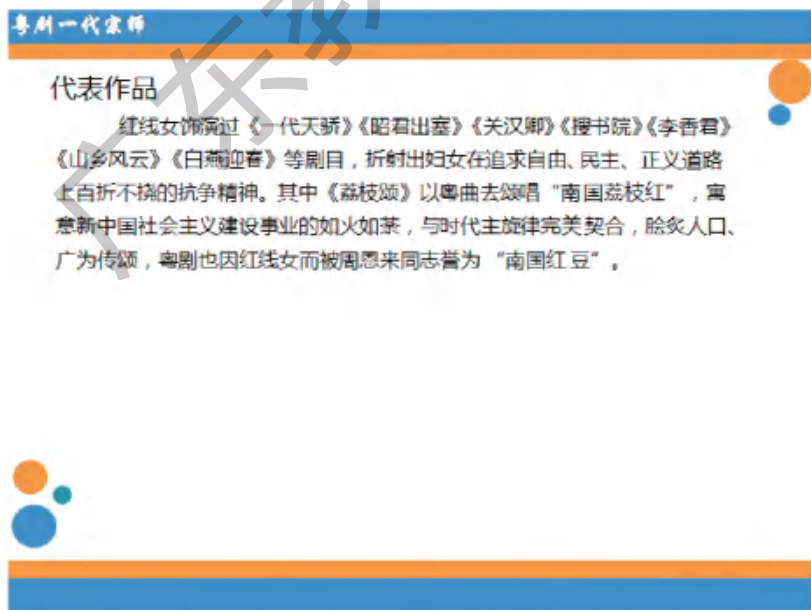 粤剧一代宗师
代表作品
红线女饰演过《一代天骄》《昭君出塞》《关汉卿》《搜书院》《李香君》
《山乡风云》《白燕迎春》等剧目，折射出妇女在追求自由、民主、正义道路
上百折不挠的抗争精神。其中《荔枝颂》以粤曲去颂唱“南国荔枝红”，寓
意新中国社会主义建设事业的如火如荼，与时代主旋律完美契合，脍炙人口、
广为传颂，粤剧也因红线女而被周恩来同志誉为“南国红豆”。
广东教